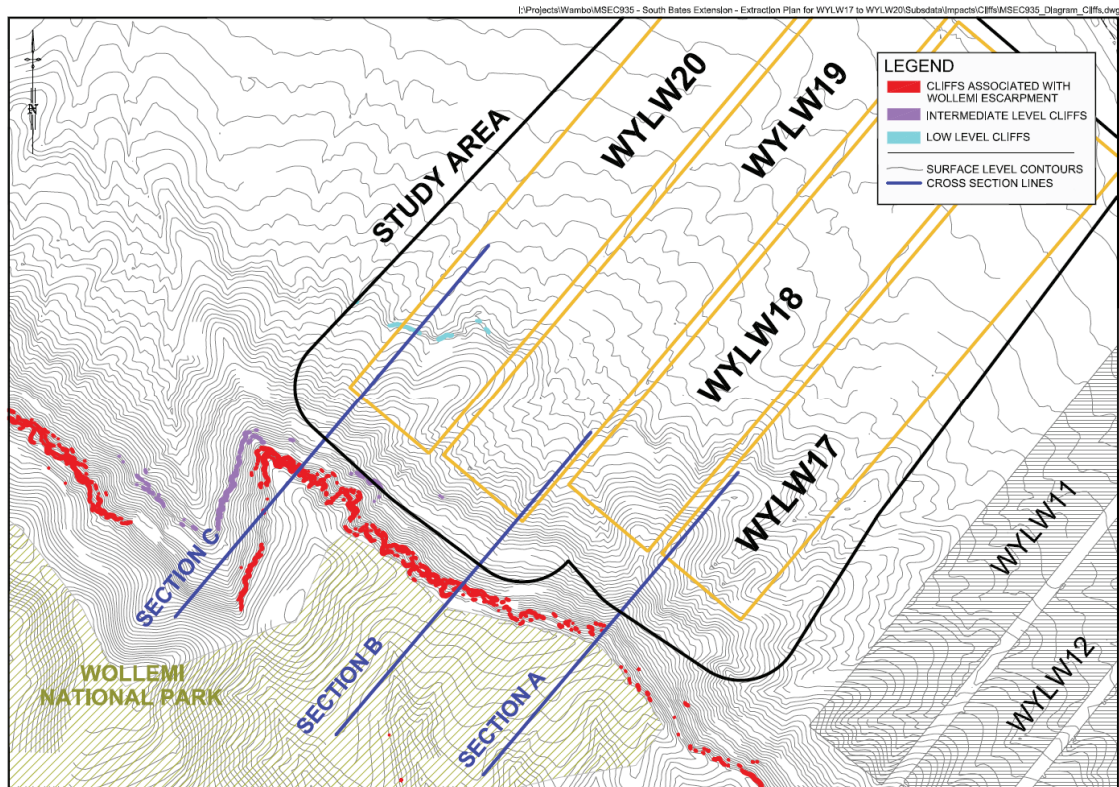 I:\Projects\Wambo\MSEC935 - South Bates Extension - Extraction Plan for WYLW17 to WYLW20\Subsdata\Impacts\Cliffs\MSEC935_Diagram_Cliffs.dwg
N
LEGEND
CLIFFS ASSOCIATED WITH
WOLLEMI ESCARPMENT
INTERMEDIATE LEVEL CLIFFS
LOW LEVEL CLIFFS
SURFACE LEVEL CONTOURS
CROSS SECTION LINES
STUDY AREA
WYLW20
WYLW19
WYLW18
WYLW17
WYLW11
WYLW12
SECTION C
SECTION B
SECTION A
WOLLEMI
NATIONAL PARK